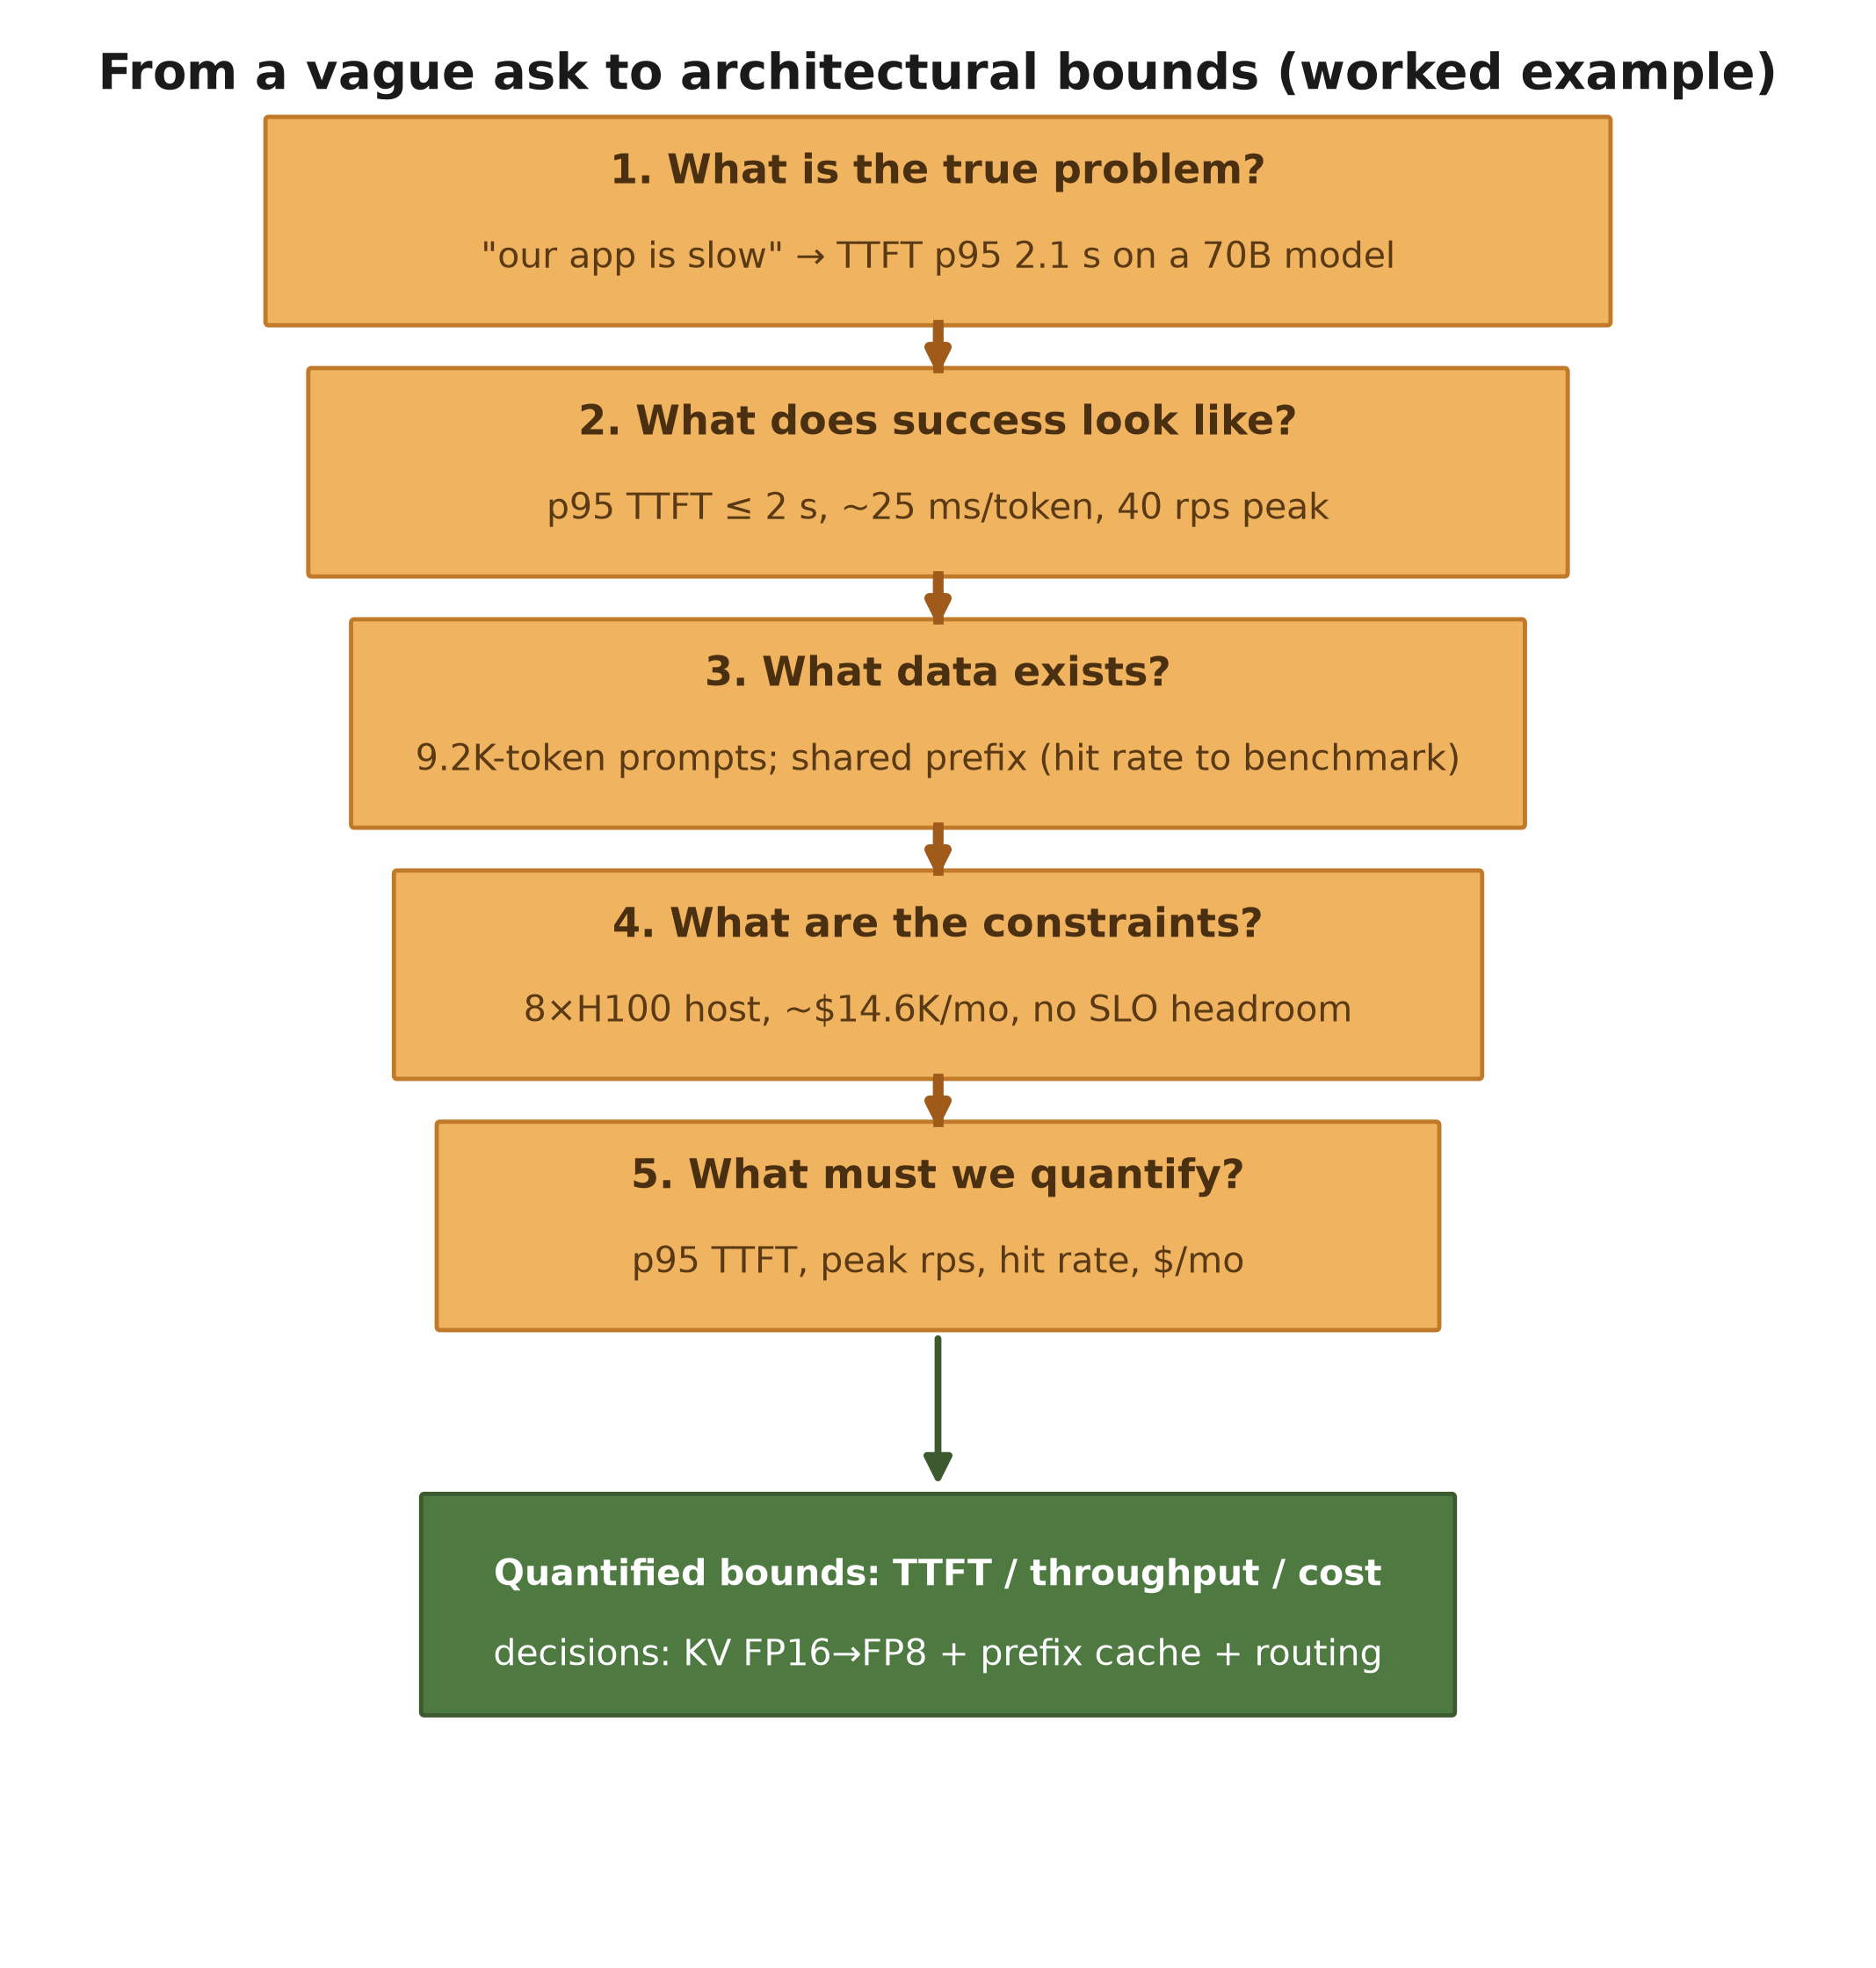 From a vague ask to architectural bounds (worked example)
1. What is the true problem?
"our app is slow" → TTFT p95 2.1 s on a 70B model
2. What does success look like?
p95 TTFT ≤ 2 s, ~25 ms/token, 40 rps peak
3. What data exists?
9.2K-token prompts; shared prefix (hit rate to benchmark)
4. What are the constraints?
8×H100 host, ~$14.6K/mo, no SLO headroom
5. What must we quantify?
p95 TTFT, peak rps, hit rate, $/mo
Quantified bounds: TTFT / throughput / cost
decisions: KV FP16→FP8 + prefix cache + routing